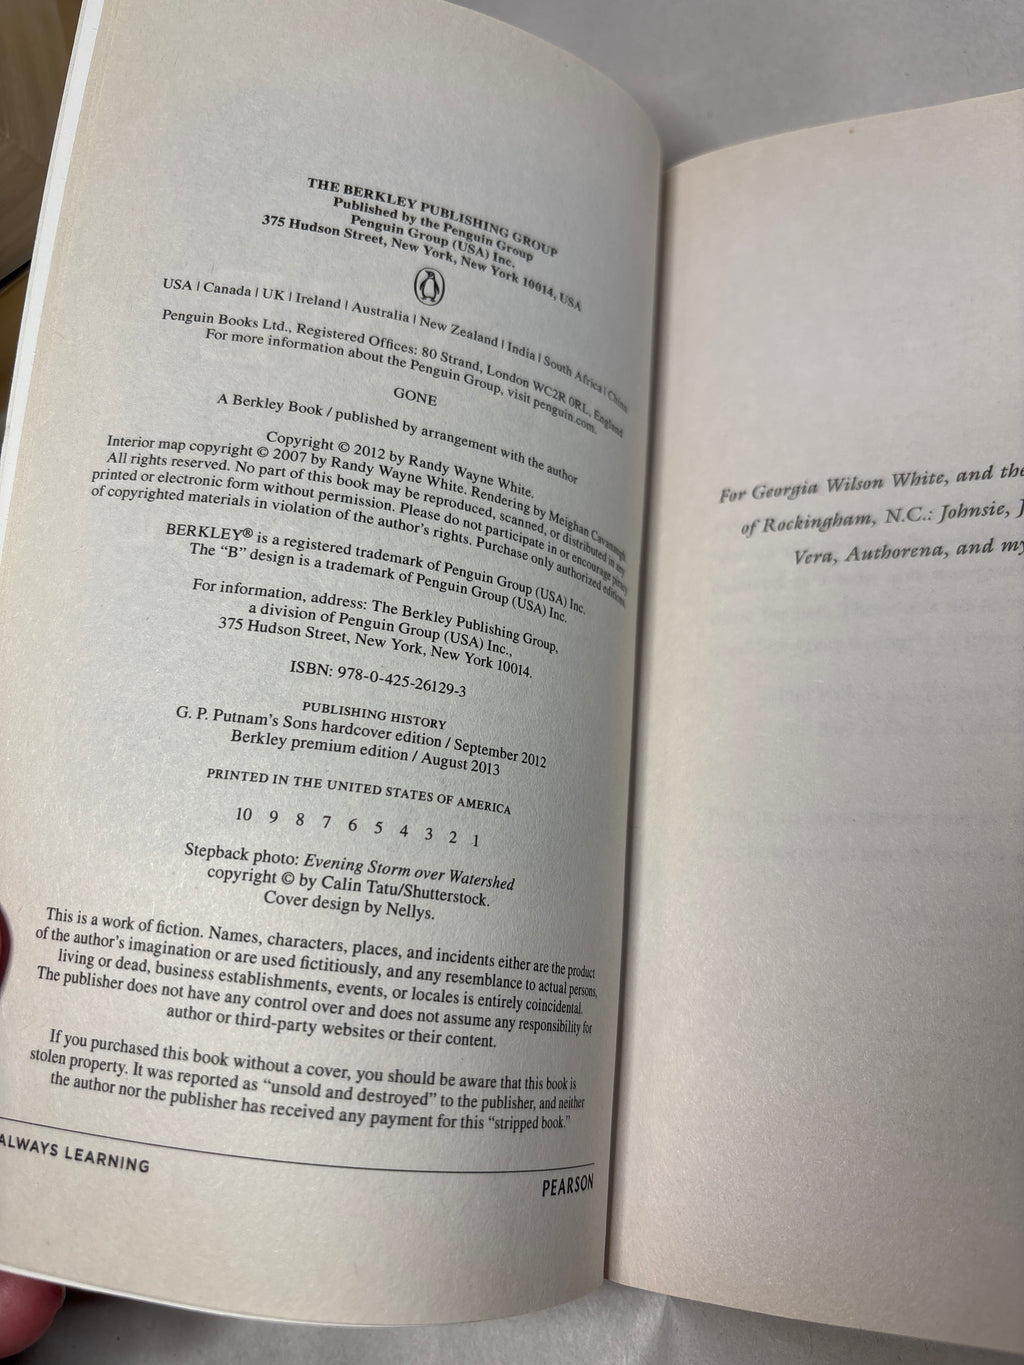 THE BERKLEY PUBLISHING GROUP
Published by the Penguin Group
Penguin Group (USA) Inc.
375 Hudson Street, New York, New York 10014, USA
USA | Canada | UK | Ireland | Australia | New Zealand | India | South Africa | China
Penguin Books Ltd., Registered Offices: 80 Strand, London WC2R 0RL, England
For more information about the Penguin Group, visit penguin.com.
GONE
A Berkley Book / published by arrangement with the author
Copyright © 2012 by Randy Wayne White.
Interior map copyright © 2007 by Randy Wayne White. Rendering by Meighan Cavanaugh
All rights reserved. No part of this book may be reproduced, scanned, or distributed in any
printed or electronic form without permission. Please do not participate in or encourage piracy
of copyrighted materials in violation of the author's rights. Purchase only authorized editions.
BERKLEY® is a registered trademark of Penguin Group (USA) Inc.
The "B" design is a trademark of Penguin Group (USA) Inc.
For information, address: The Berkley Publishing Group,
a division of Penguin Group (USA) Inc.,
375 Hudson Street, New York, New York 10014.
ISBN: 978-0-425-26129-3
PUBLISHING HISTORY
G. P. Putnam's Sons hardcover edition / September 2012
Berkley premium edition / August 2013
PRINTED IN THE UNITED STATES OF AMERICA
10 9 8 7 6 5 4 3 2 1
Stepback photo: Evening Storm over Watershed
copyright © by Calin Tatu/Shutterstock.
Cover design by Nellys.
This is a work of fiction. Names, characters, places, and incidents either are the product
of the author's imagination or are used fictitiously, and any resemblance to actual persons,
living or dead, business establishments, events, or locales is entirely coincidental.
The publisher does not have any control over and does not assume any responsibility for
author or third-party websites or their content.
If you purchased this book without a cover, you should be aware that this book is
stolen property. It was reported as "unsold and destroyed" to the publisher, and neither
the author nor the publisher has received any payment for this "stripped book."
ALWAYS LEARNING
PEARSON
For Georgia Wilson White, and the
of Rockingham, N.C.: Johnsie, J
Vera, Authorena, and my